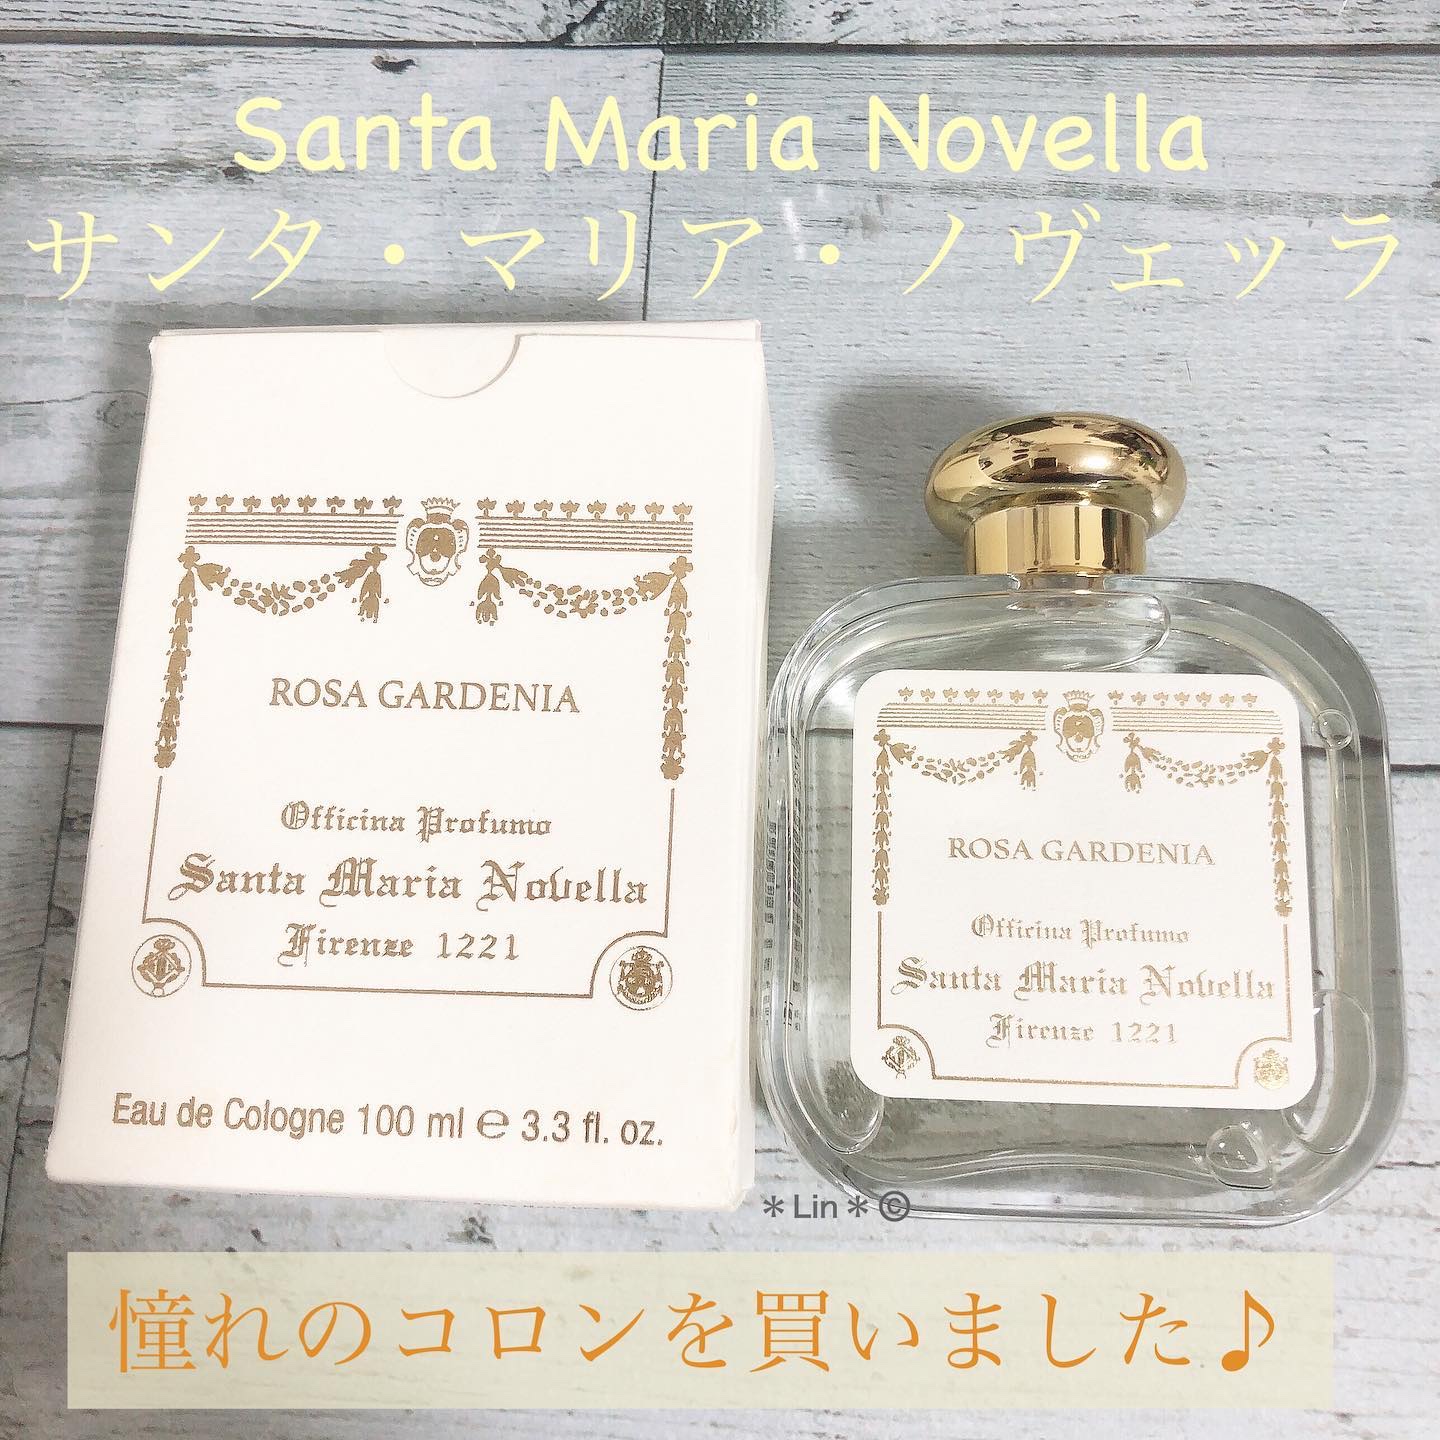 Santa Maria Novella
サンタ・マリア・ノヴェッラ
ROSA GARDENIA
Officina Profumo
Santa Maria Novella
Firenze 1221
Eau de Cologne 100 ml ℮ 3.3 fl. oz.
ROSA GARDENIA
Officina Profumo
Santa Maria Novella
Firenze 1221
＊Lin＊©
憧れのコロンを買いました♪